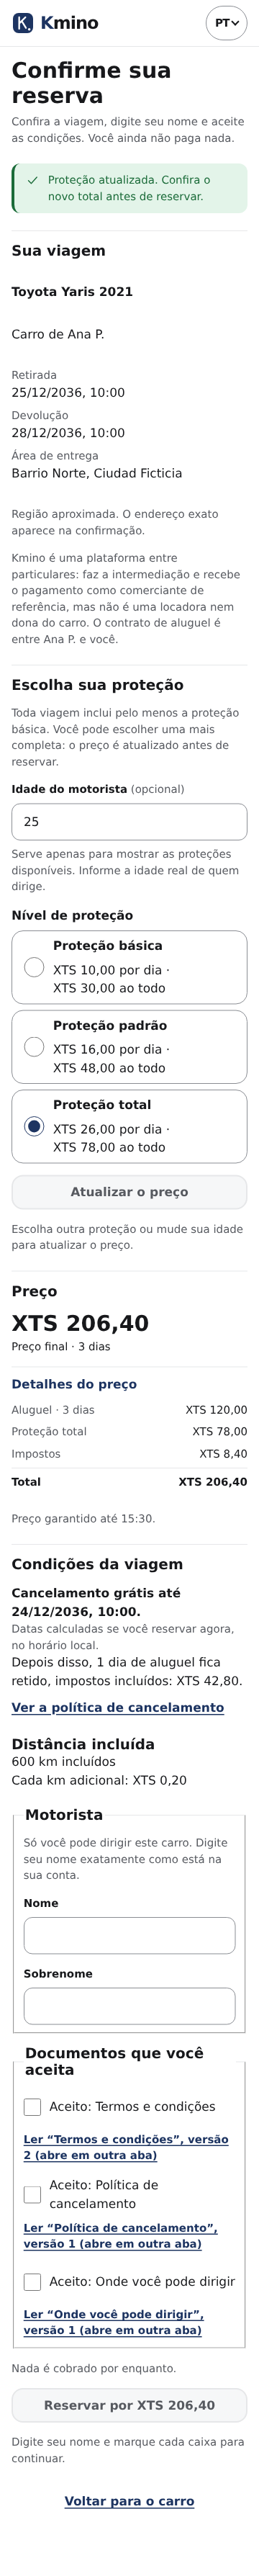 Kmino
PT
Confirme sua
reserva
Confira a viagem, digite seu nome e aceite
as condições. Você ainda não paga nada.
Proteção atualizada. Confira o
novo total antes de reservar.
Sua viagem
Toyota Yaris 2021
Carro de Ana P.
Retirada
25/12/2036, 10:00
Devolução
28/12/2036, 10:00
Área de entrega
Barrio Norte, Ciudad Ficticia
Região aproximada. O endereço exato
aparece na confirmação.
Kmino é uma plataforma entre
particulares: faz a intermediação e recebe
o pagamento como comerciante de
referência, mas não é uma locadora nem
dona do carro. O contrato de aluguel é
entre Ana P. e você.
Escolha sua proteção
Toda viagem inclui pelo menos a proteção
básica. Você pode escolher uma mais
completa: o preço é atualizado antes de
reservar.
Idade do motorista (opcional)
25
Serve apenas para mostrar as proteções
disponíveis. Informe a idade real de quem
dirige.
Nível de proteção
Proteção básica
XTS 10,00 por dia ·
XTS 30,00 ao todo
Proteção padrão
XTS 16,00 por dia ·
XTS 48,00 ao todo
Proteção total
XTS 26,00 por dia ·
XTS 78,00 ao todo
Atualizar o preço
Escolha outra proteção ou mude sua idade
para atualizar o preço.
Preço
XTS 206,40
Preço final · 3 dias
Detalhes do preço
Aluguel · 3 dias XTS 120,00
Proteção total XTS 78,00
Impostos XTS 8,40
Total XTS 206,40
Preço garantido até 15:30.
Condições da viagem
Cancelamento grátis até
24/12/2036, 10:00.
Datas calculadas se você reservar agora,
no horário local.
Depois disso, 1 dia de aluguel fica
retido, impostos incluídos: XTS 42,80.
Ver a política de cancelamento
Distância incluída
600 km incluídos
Cada km adicional: XTS 0,20
Motorista
Só você pode dirigir este carro. Digite
seu nome exatamente como está na
sua conta.
Nome
Sobrenome
Documentos que você
aceita
Aceito: Termos e condições
Ler “Termos e condições”, versão
2 (abre em outra aba)
Aceito: Política de
cancelamento
Ler “Política de cancelamento”,
versão 1 (abre em outra aba)
Aceito: Onde você pode dirigir
Ler “Onde você pode dirigir”,
versão 1 (abre em outra aba)
Nada é cobrado por enquanto.
Reservar por XTS 206,40
Digite seu nome e marque cada caixa para
continuar.
Voltar para o carro